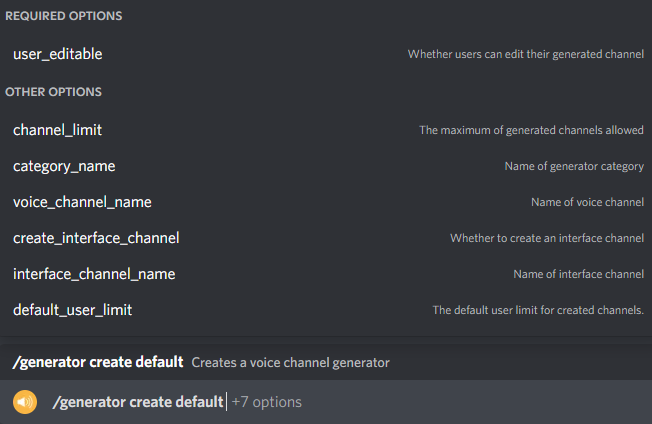 REQUIRED OPTIONS
user_editable Whether users can edit their generated channel
OTHER OPTIONS
channel_limit The maximum of generated channels allowed
category_name Name of generator category
voice_channel_name Name of voice channel
create_interface_channel Whether to create an interface channel
interface_channel_name Name of interface channel
default_user_limit The default user limit for created channels.
/generator create default Creates a voice channel generator
/generator create default +7 options